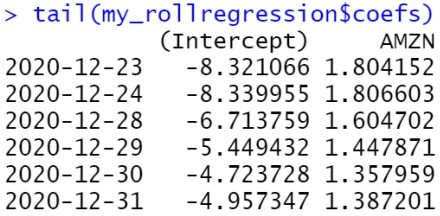 > tail(my_rollregression$coefs)
(Intercept) AMZN
2020-12-23 -8.321066 1.804152
2020-12-24 -8.339955 1.806603
2020-12-28 -6.713759 1.604702
2020-12-29 -5.449432 1.447871
2020-12-30 -4.723728 1.357959
2020-12-31 -4.957347 1.387201